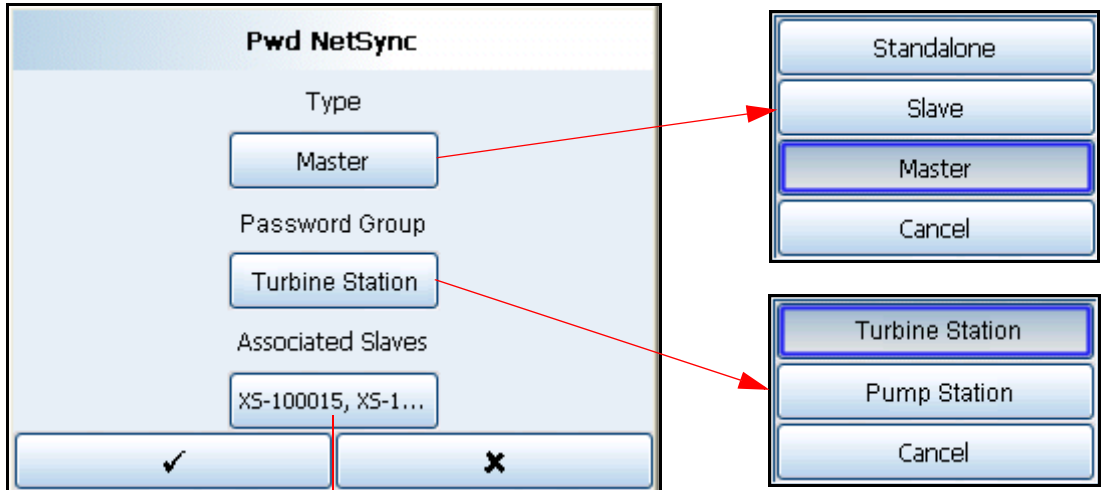 Pwd NetSync
Type
Master
Password Group
Turbine Station
Associated Slaves
XS-100015, XS-1...
✓
✖
Standalone
Slave
Master
Cancel
Turbine Station
Pump Station
Cancel